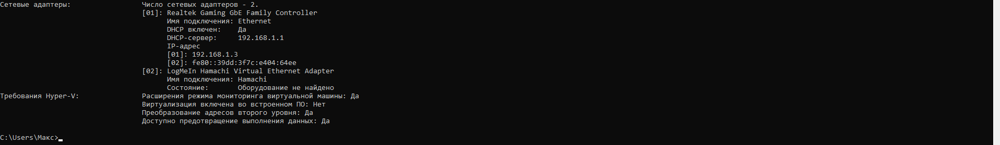 Сетевые адаптеры: Число сетевых адаптеров - 2.
[01]: Realtek Gaming GbE Family Controller
Имя подключения: Ethernet
DHCP включен: Да
DHCP-сервер: 192.168.1.1
IP-адрес
[01]: 192.168.1.3
[02]: fe80::39dd:3f7c:e404:64ee
[02]: LogMeIn Hamachi Virtual Ethernet Adapter
Имя подключения: Hamachi
Состояние: Оборудование не найдено
Требования Hyper-V: Расширения режима мониторинга виртуальной машины: Да
Виртуализация включена во встроенном ПО: Нет
Преобразование адресов второго уровня: Да
Доступно предотвращение выполнения данных: Да
C:\Users\Макс>